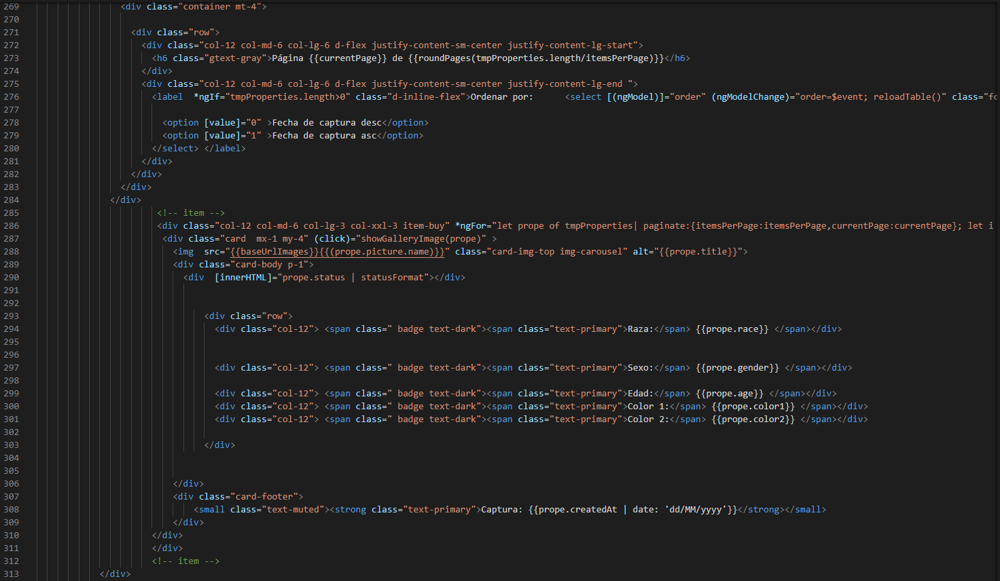 269 <div class="container mt-4">
270
271 <div class="row">
272 <div class="col-12 col-md-6 col-lg-6 d-flex justify-content-sm-center justify-content-lg-start">
273 <h6 class="gtext-gray">Página {{currentPage}} de {{roundPages(tmpProperties.length/itemsPerPage)}}</h6>
274 </div>
275 <div class="col-12 col-md-6 col-lg-6 d-flex justify-content-sm-center justify-content-lg-end ">
276 <label  *ngIf="tmpProperties.length>0" class="d-inline-flex">Ordenar por:      <select [(ngModel)]="order" (ngModelChange)="order=$event; reloadTable()" class="fo
277
278 <option [value]="0" >Fecha de captura desc</option>
279 <option [value]="1" >Fecha de captura asc</option>
280 </select> </label>
281 </div>
282 </div>
283 </div>
284 </div>
285 <!-- item -->
286 <div class="col-12 col-md-6 col-lg-3 col-xxl-3 item-buy" *ngFor="let prope of tmpProperties| paginate:{itemsPerPage:itemsPerPage,currentPage:currentPage}; let i
287 <div class="card  mx-1 my-4" (click)="showGalleryImage(prope)" >
288 <img  src="{{baseUrlImages}}{{(prope.picture.name)}}" class="card-img-top img-carousel" alt="{{prope.title}}">
289 <div class="card-body p-1">
290 <div  [innerHTML]="prope.status | statusFormat"></div>
291
292
293 <div class="row">
294 <div class="col-12"> <span class=" badge text-dark"><span class="text-primary">Raza:</span> {{prope.race}} </span></div>
295
296
297 <div class="col-12"> <span class=" badge text-dark"><span class="text-primary">Sexo:</span> {{prope.gender}} </span></div>
298
299 <div class="col-12"> <span class=" badge text-dark"><span class="text-primary">Edad:</span> {{prope.age}} </span></div>
300 <div class="col-12"> <span class=" badge text-dark"><span class="text-primary">Color 1:</span> {{prope.color1}} </span></div>
301 <div class="col-12"> <span class=" badge text-dark"><span class="text-primary">Color 2:</span> {{prope.color2}} </span></div>
302
303 </div>
304
305
306 </div>
307 <div class="card-footer">
308 <small class="text-muted"><strong class="text-primary">Captura: {{prope.createdAt | date: 'dd/MM/yyyy'}}</strong></small>
309 </div>
310 </div>
311 </div>
312 <!-- item -->
313 </div>